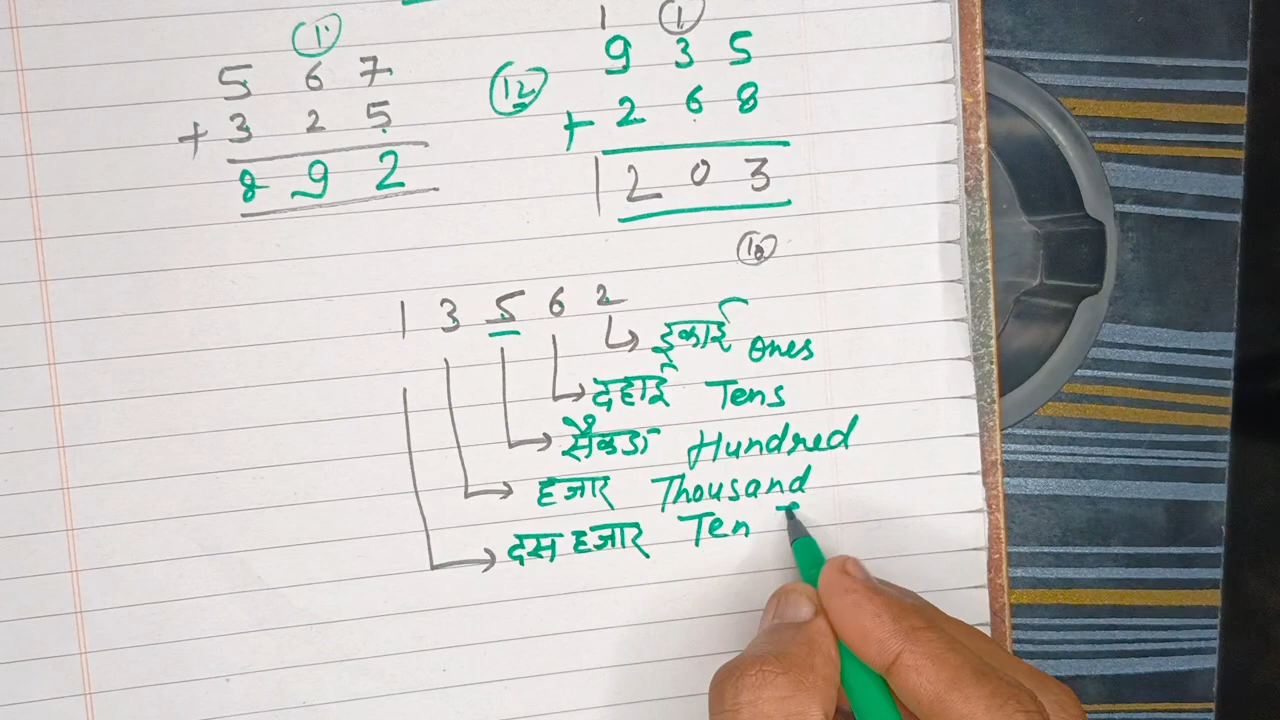 ①
5 6 7
+ 3 2 5
8 9 2
1 ①
9 3 5
⑫
+ 2 6 8
1 2 0 3
⑩
1 3 5 6 2
इकाई ones
दहाई Tens
सैकडा Hundred
हजार Thousand
दस हजार Ten T